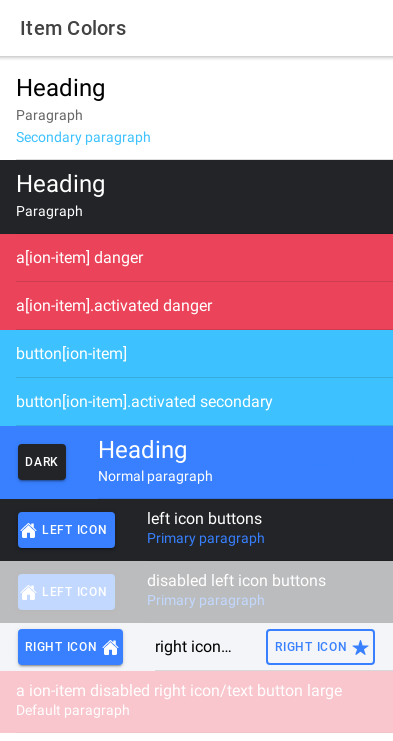 Item Colors
Heading
Paragraph
Secondary paragraph
Heading
Paragraph
a[ion-item] danger
a[ion-item].activated danger
button[ion-item]
button[ion-item].activated secondary
DARK
Heading
Normal paragraph
LEFT ICON
left icon buttons
Primary paragraph
LEFT ICON
disabled left icon buttons
Primary paragraph
RIGHT ICON
right icon...
RIGHT ICON
a ion-item disabled right icon/text button large
Default paragraph